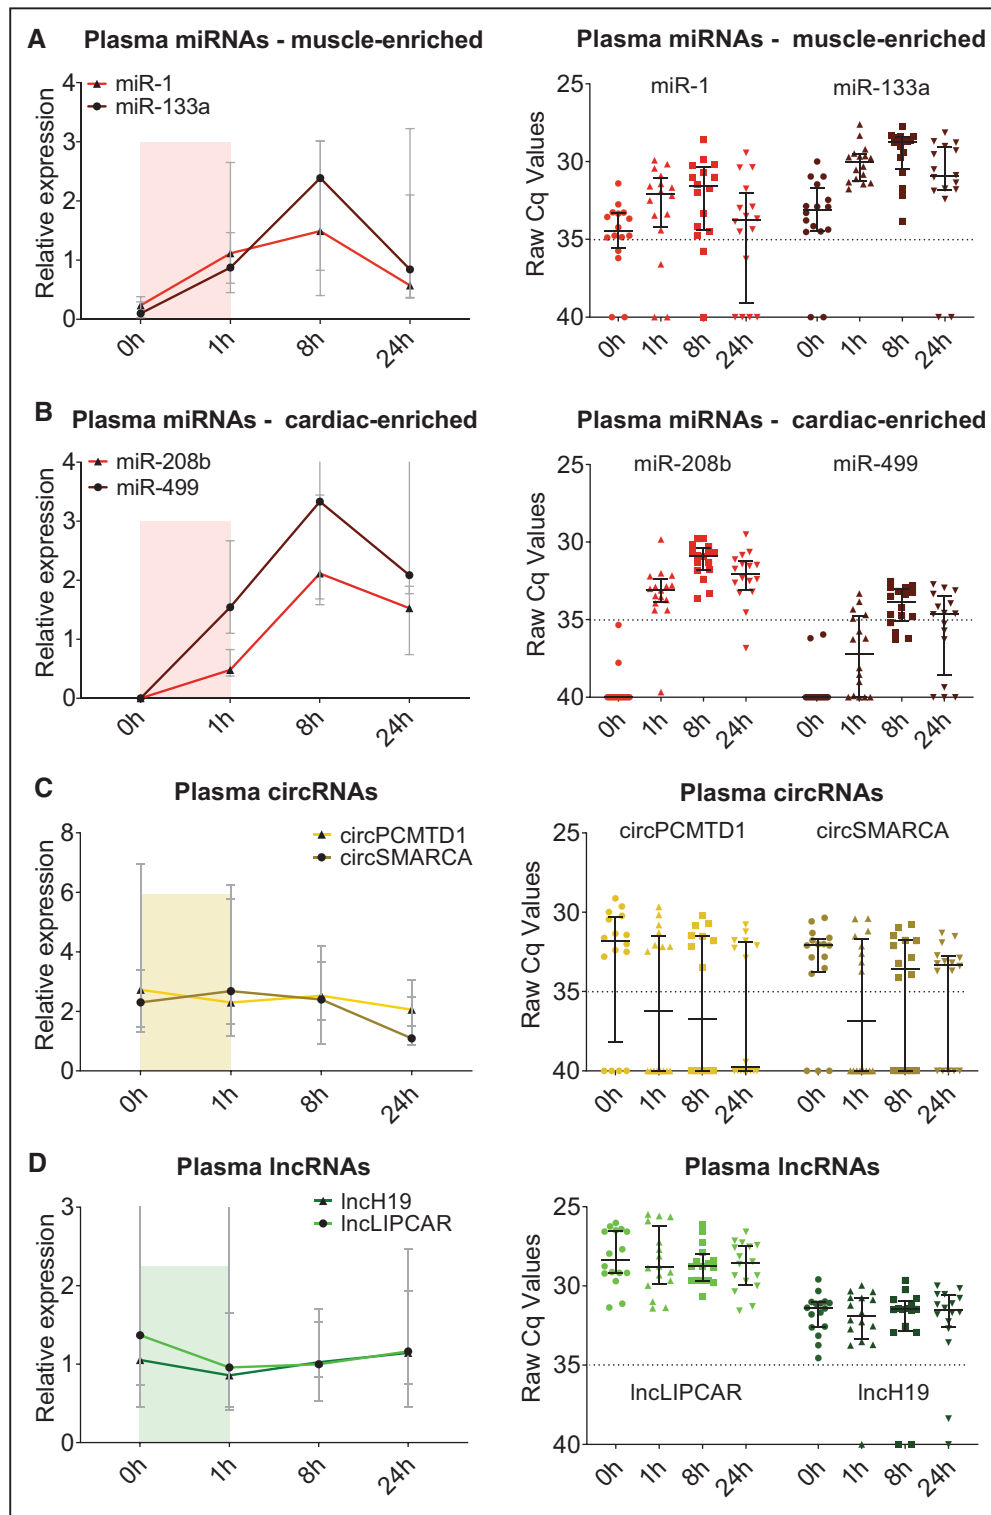 A Plasma miRNAs - muscle-enriched
Relative expression
4
3
2
1
0
miR-1
miR-133a
0h 1h 8h 24h
Plasma miRNAs - muscle-enriched
Raw Cq Values
25
30
35
40
miR-1 miR-133a
0h 1h 8h 24h 0h 1h 8h 24h
B Plasma miRNAs - cardiac-enriched
Relative expression
4
3
2
1
0
miR-208b
miR-499
0h 1h 8h 24h
Plasma miRNAs - cardiac-enriched
Raw Cq Values
25
30
35
40
miR-208b miR-499
0h 1h 8h 24h 0h 1h 8h 24h
C Plasma circRNAs
Relative expression
8
6
4
2
0
circPCMTD1
circSMARCA
0h 1h 8h 24h
Plasma circRNAs
Raw Cq Values
25
30
35
40
circPCMTD1 circSMARCA
0h 1h 8h 24h 0h 1h 8h 24h
D Plasma lncRNAs
Relative expression
3
2
1
0
lncH19
lncLIPCAR
0h 1h 8h 24h
Plasma lncRNAs
Raw Cq Values
25
30
35
40
lncLIPCAR lncH19
0h 1h 8h 24h 0h 1h 8h 24h